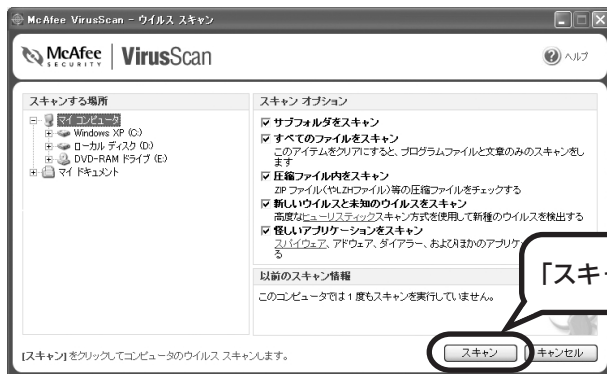 McAfee VirusScan - ウイルス スキャン
McAfee SECURITY VirusScan
ヘルプ
スキャンする場所
マイ コンピュータ
Windows XP (C:)
ローカル ディスク (D:)
DVD-RAM ドライブ (E:)
マイ ドキュメント
スキャン オプション
サブフォルダをスキャン
すべてのファイルをスキャン
このアイテムをクリアにすると、プログラムファイルと文章のみのスキャンをし
ます
圧縮ファイル内をスキャン
ZIP ファイル(やLZHファイル)等の圧縮ファイルをチェックする
新しいウイルスと未知のウイルスをスキャン
高度なヒューリスティックスキャン方式を使用して新種のウイルスを検出する
怪しいアプリケーションをスキャン
スパイウェア、アドウェア、ダイアラー、およびほかのアプリケ
る
以前のスキャン情報
このコンピュータでは1度もスキャンを実行していません。
「スキ
[スキャン] をクリックしてコンピュータのウイルス スキャンします。
スキャン
キャンセル